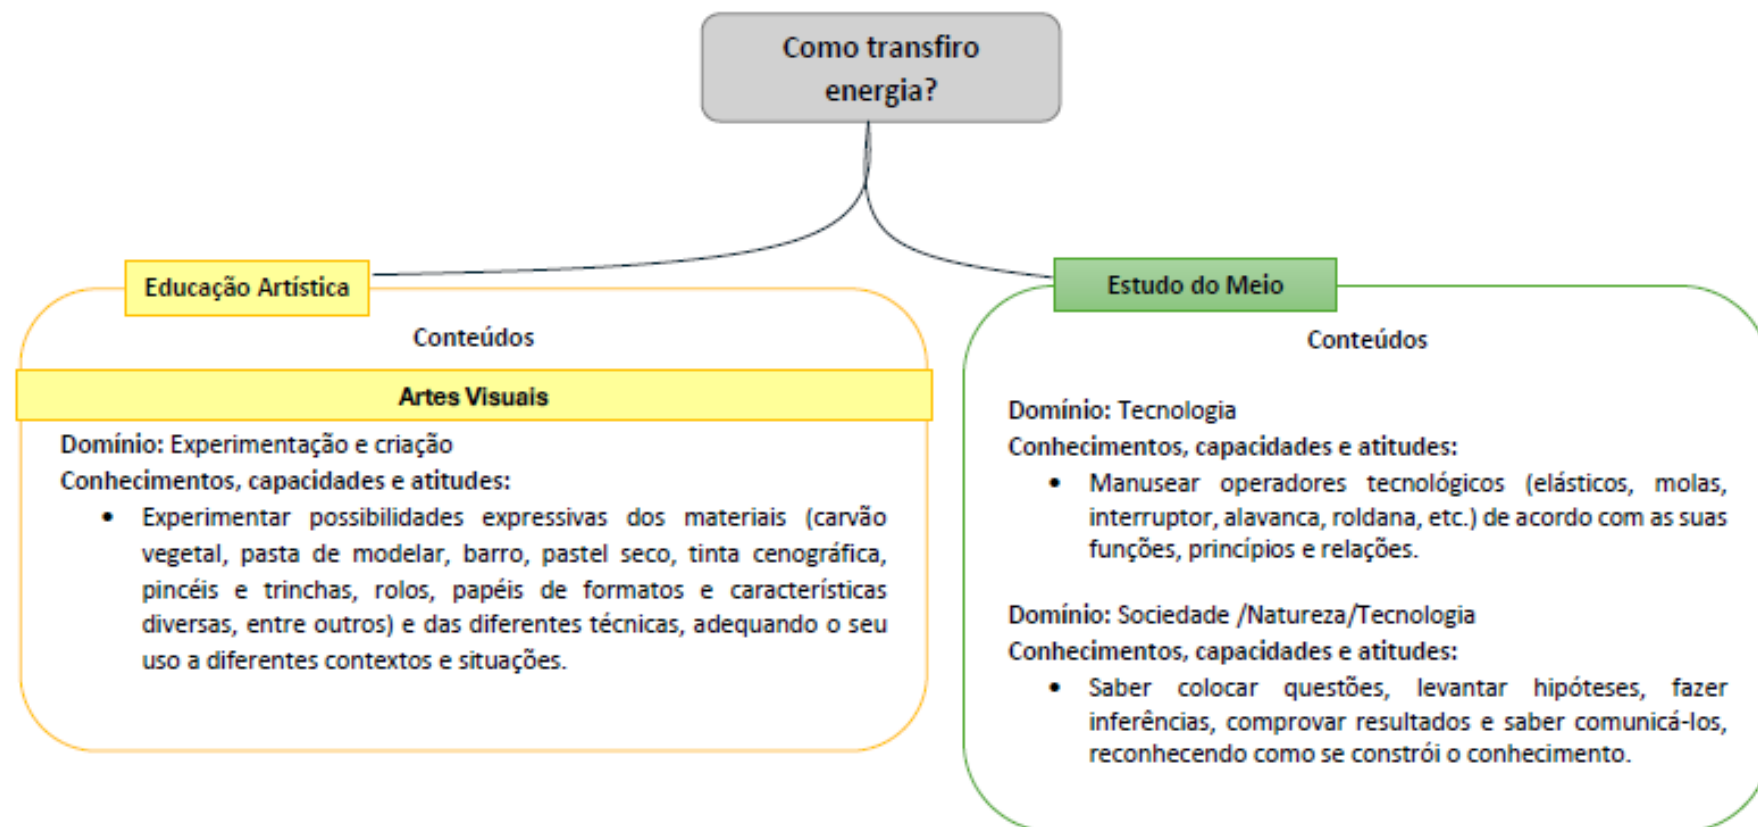 Como transfiro
energia?
Educação Artística
Conteúdos
Artes Visuais
Domínio: Experimentação e criação
Conhecimentos, capacidades e atitudes:
• Experimentar possibilidades expressivas dos materiais (carvão
vegetal, pasta de modelar, barro, pastel seco, tinta cenográfica,
pincéis e trinchas, rolos, papéis de formatos e características
diversas, entre outros) e das diferentes técnicas, adequando o seu
uso a diferentes contextos e situações.
Estudo do Meio
Conteúdos
Domínio: Tecnologia
Conhecimentos, capacidades e atitudes:
• Manusear operadores tecnológicos (elásticos, molas,
interruptor, alavanca, roldana, etc.) de acordo com as suas
funções, princípios e relações.
Domínio: Sociedade /Natureza/Tecnologia
Conhecimentos, capacidades e atitudes:
• Saber colocar questões, levantar hipóteses, fazer
inferências, comprovar resultados e saber comunicá-los,
reconhecendo como se constrói o conhecimento.